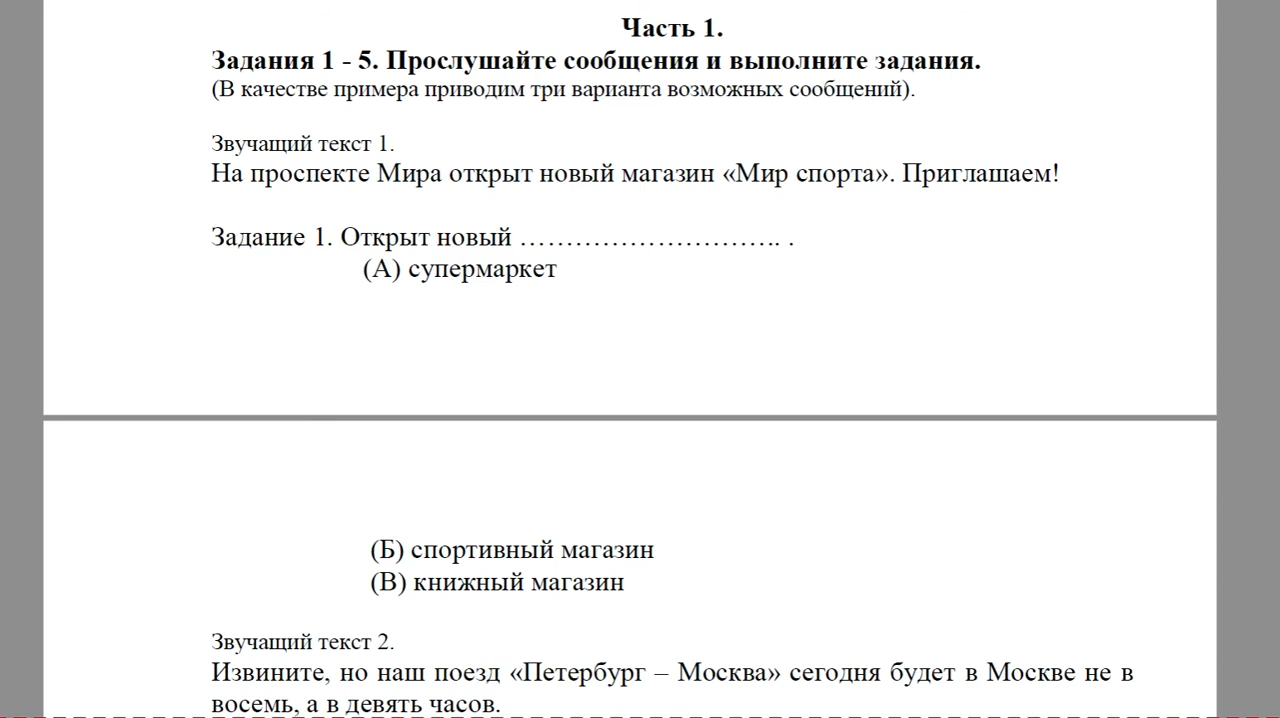 Часть 1.
Задания 1 - 5. Прослушайте сообщения и выполните задания.
(В качестве примера приводим три варианта возможных сообщений).
Звучащий текст 1.
На проспекте Мира открыт новый магазин «Мир спорта». Приглашаем!
Задание 1. Открыт новый ……………………….. .
(А) супермаркет
(Б) спортивный магазин
(В) книжный магазин
Звучащий текст 2.
Извините, но наш поезд «Петербург – Москва» сегодня будет в Москве не в
восемь, а в девять часов.